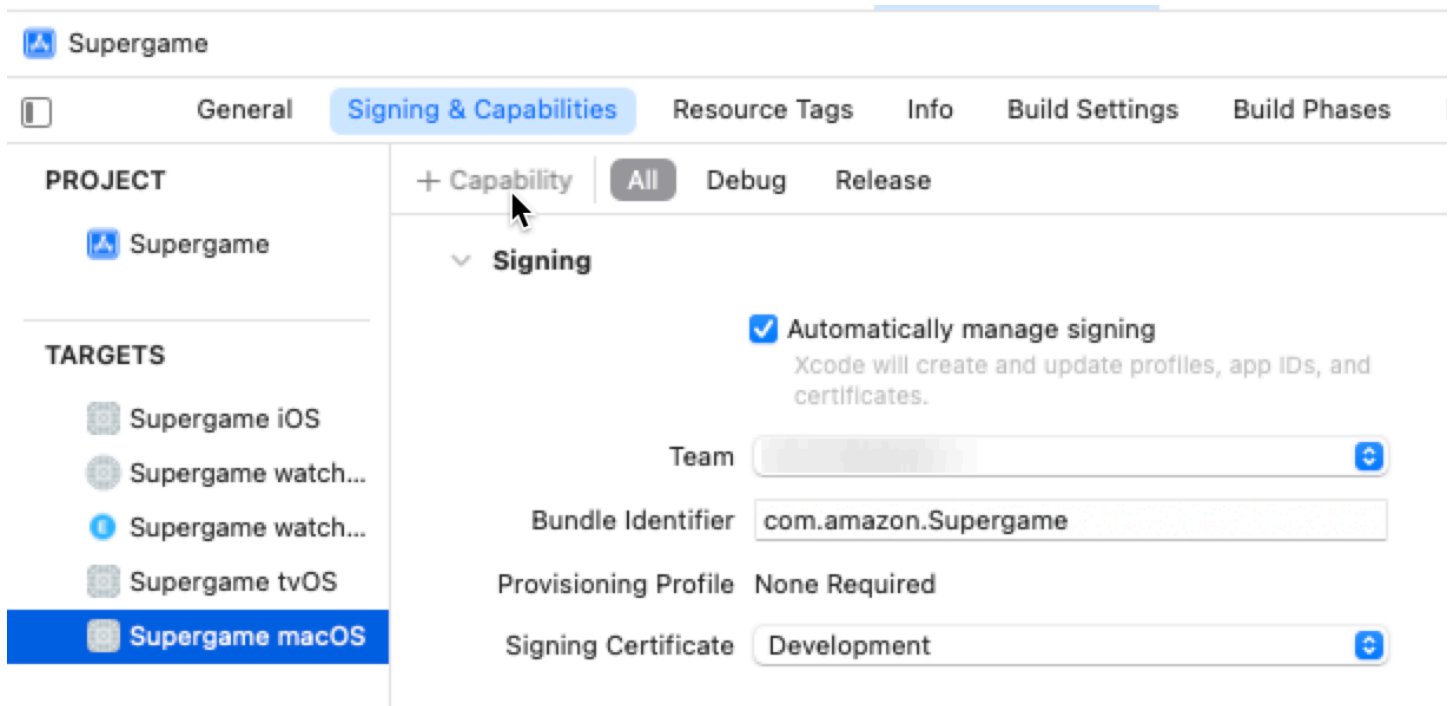 Supergame
General Signing & Capabilities Resource Tags Info Build Settings Build Phases
PROJECT
Supergame
TARGETS
Supergame iOS
Supergame watch...
Supergame watch...
Supergame tvOS
Supergame macOS
+ Capability All Debug Release
Signing
Automatically manage signing
Xcode will create and update profiles, app IDs, and
certificates.
Team
Bundle Identifier com.amazon.Supergame
Provisioning Profile None Required
Signing Certificate Development